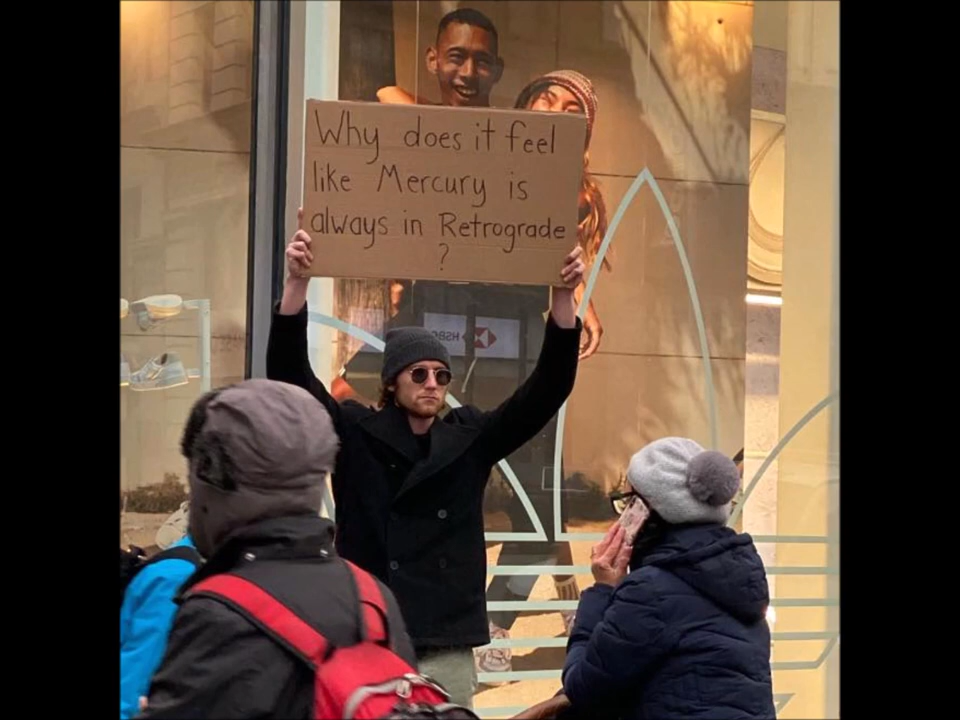 Why does it feel
like Mercury is
always in Retrograde
?
HSBC